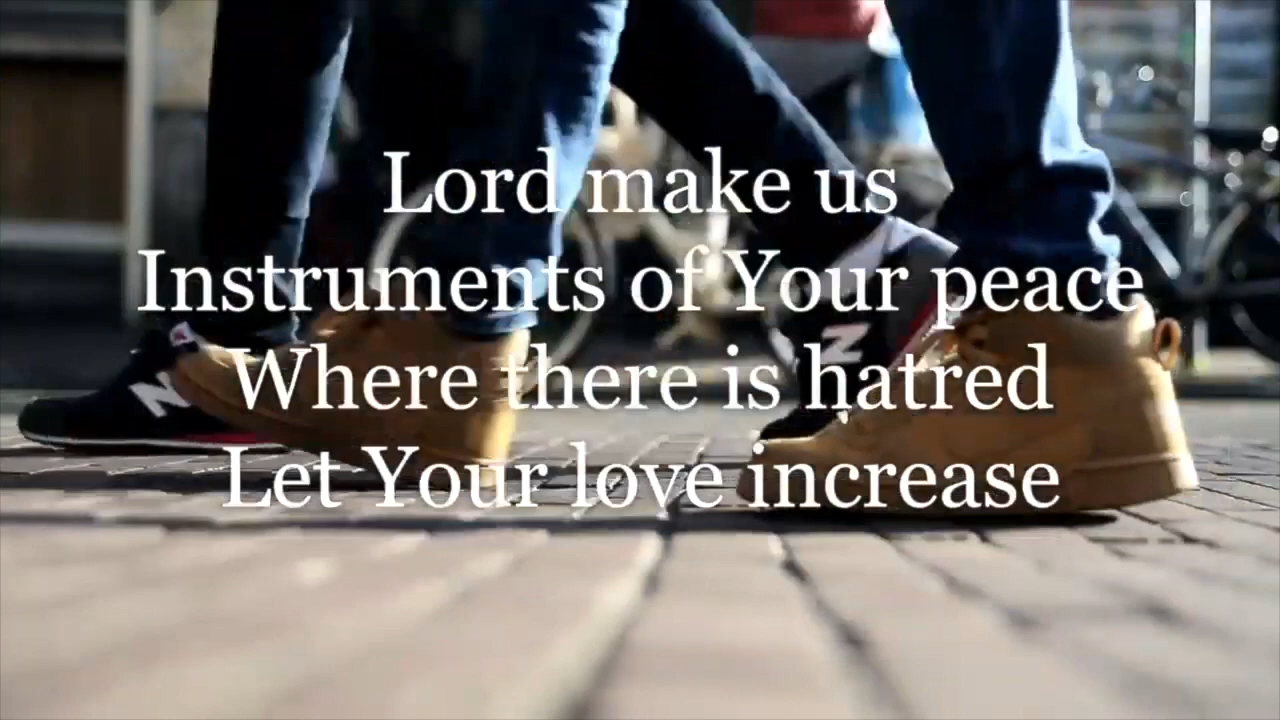 Lord make us
Instruments of Your peace
Where there is hatred
Let Your love increase
N
N